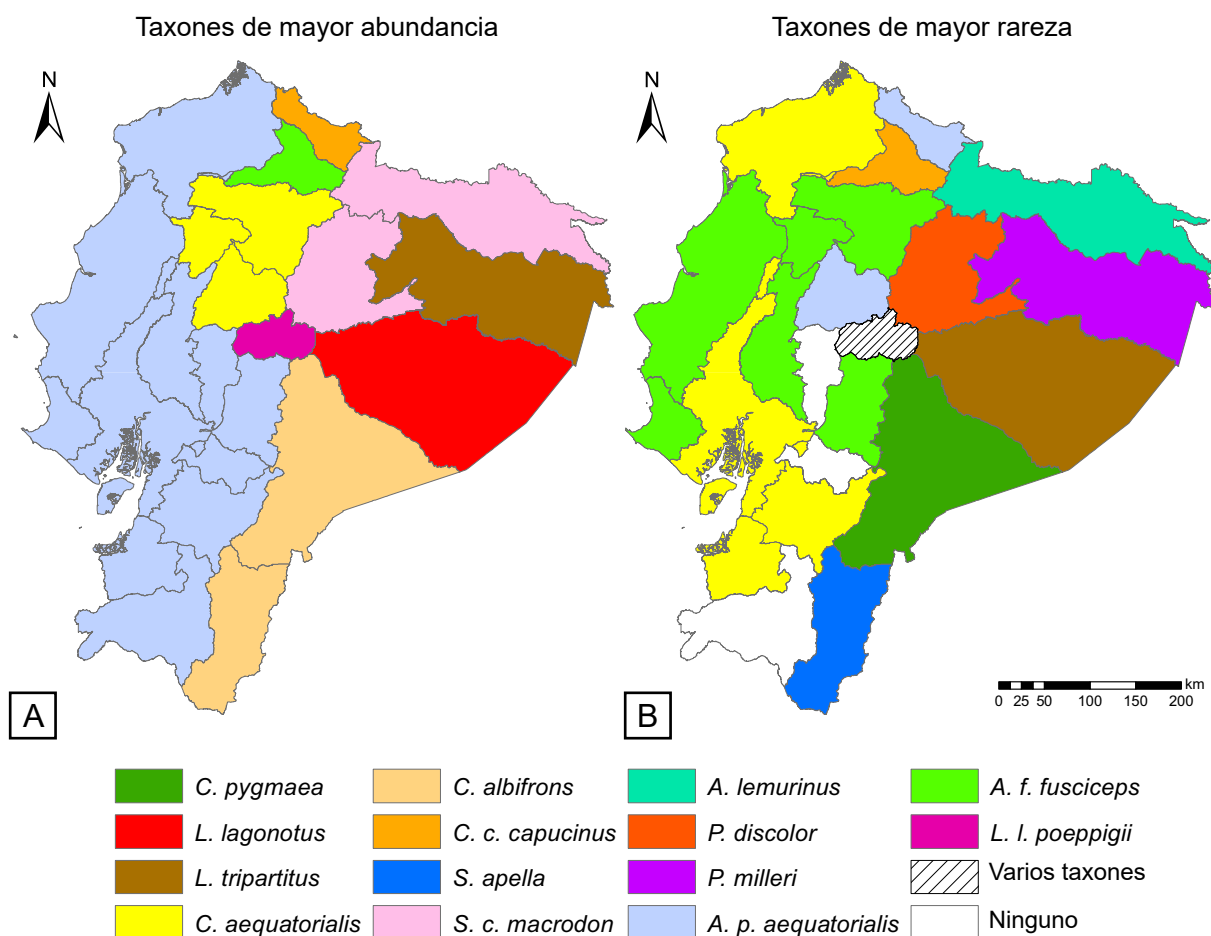 Taxones de mayor abundancia
Taxones de mayor rareza
N
N
A
B
km
0 25 50 100 150 200
C. pygmaea
C. albifrons
A. lemurinus
A. f. fusciceps
L. lagonotus
C. c. capucinus
P. discolor
L. l. poeppigii
L. tripartitus
S. apella
P. milleri
Varios taxones
C. aequatorialis
S. c. macrodon
A. p. aequatorialis
Ninguno